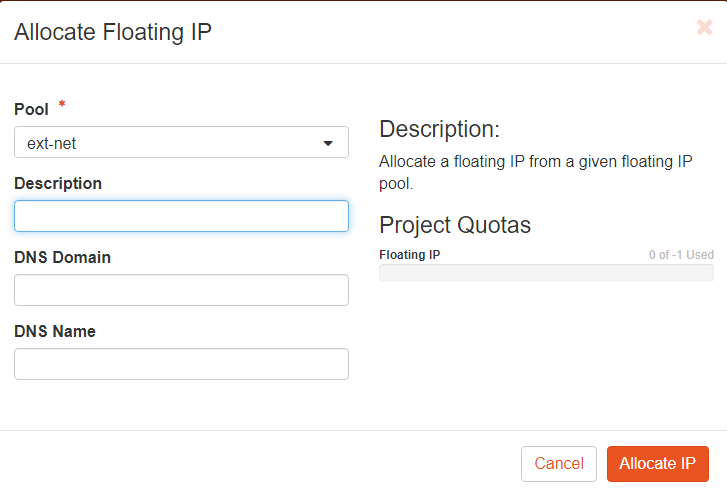 Allocate Floating IP
Pool *
ext-net
Description
DNS Domain
DNS Name
Description:
Allocate a floating IP from a given floating IP
pool.
Project Quotas
Floating IP 0 of -1 Used
Cancel Allocate IP